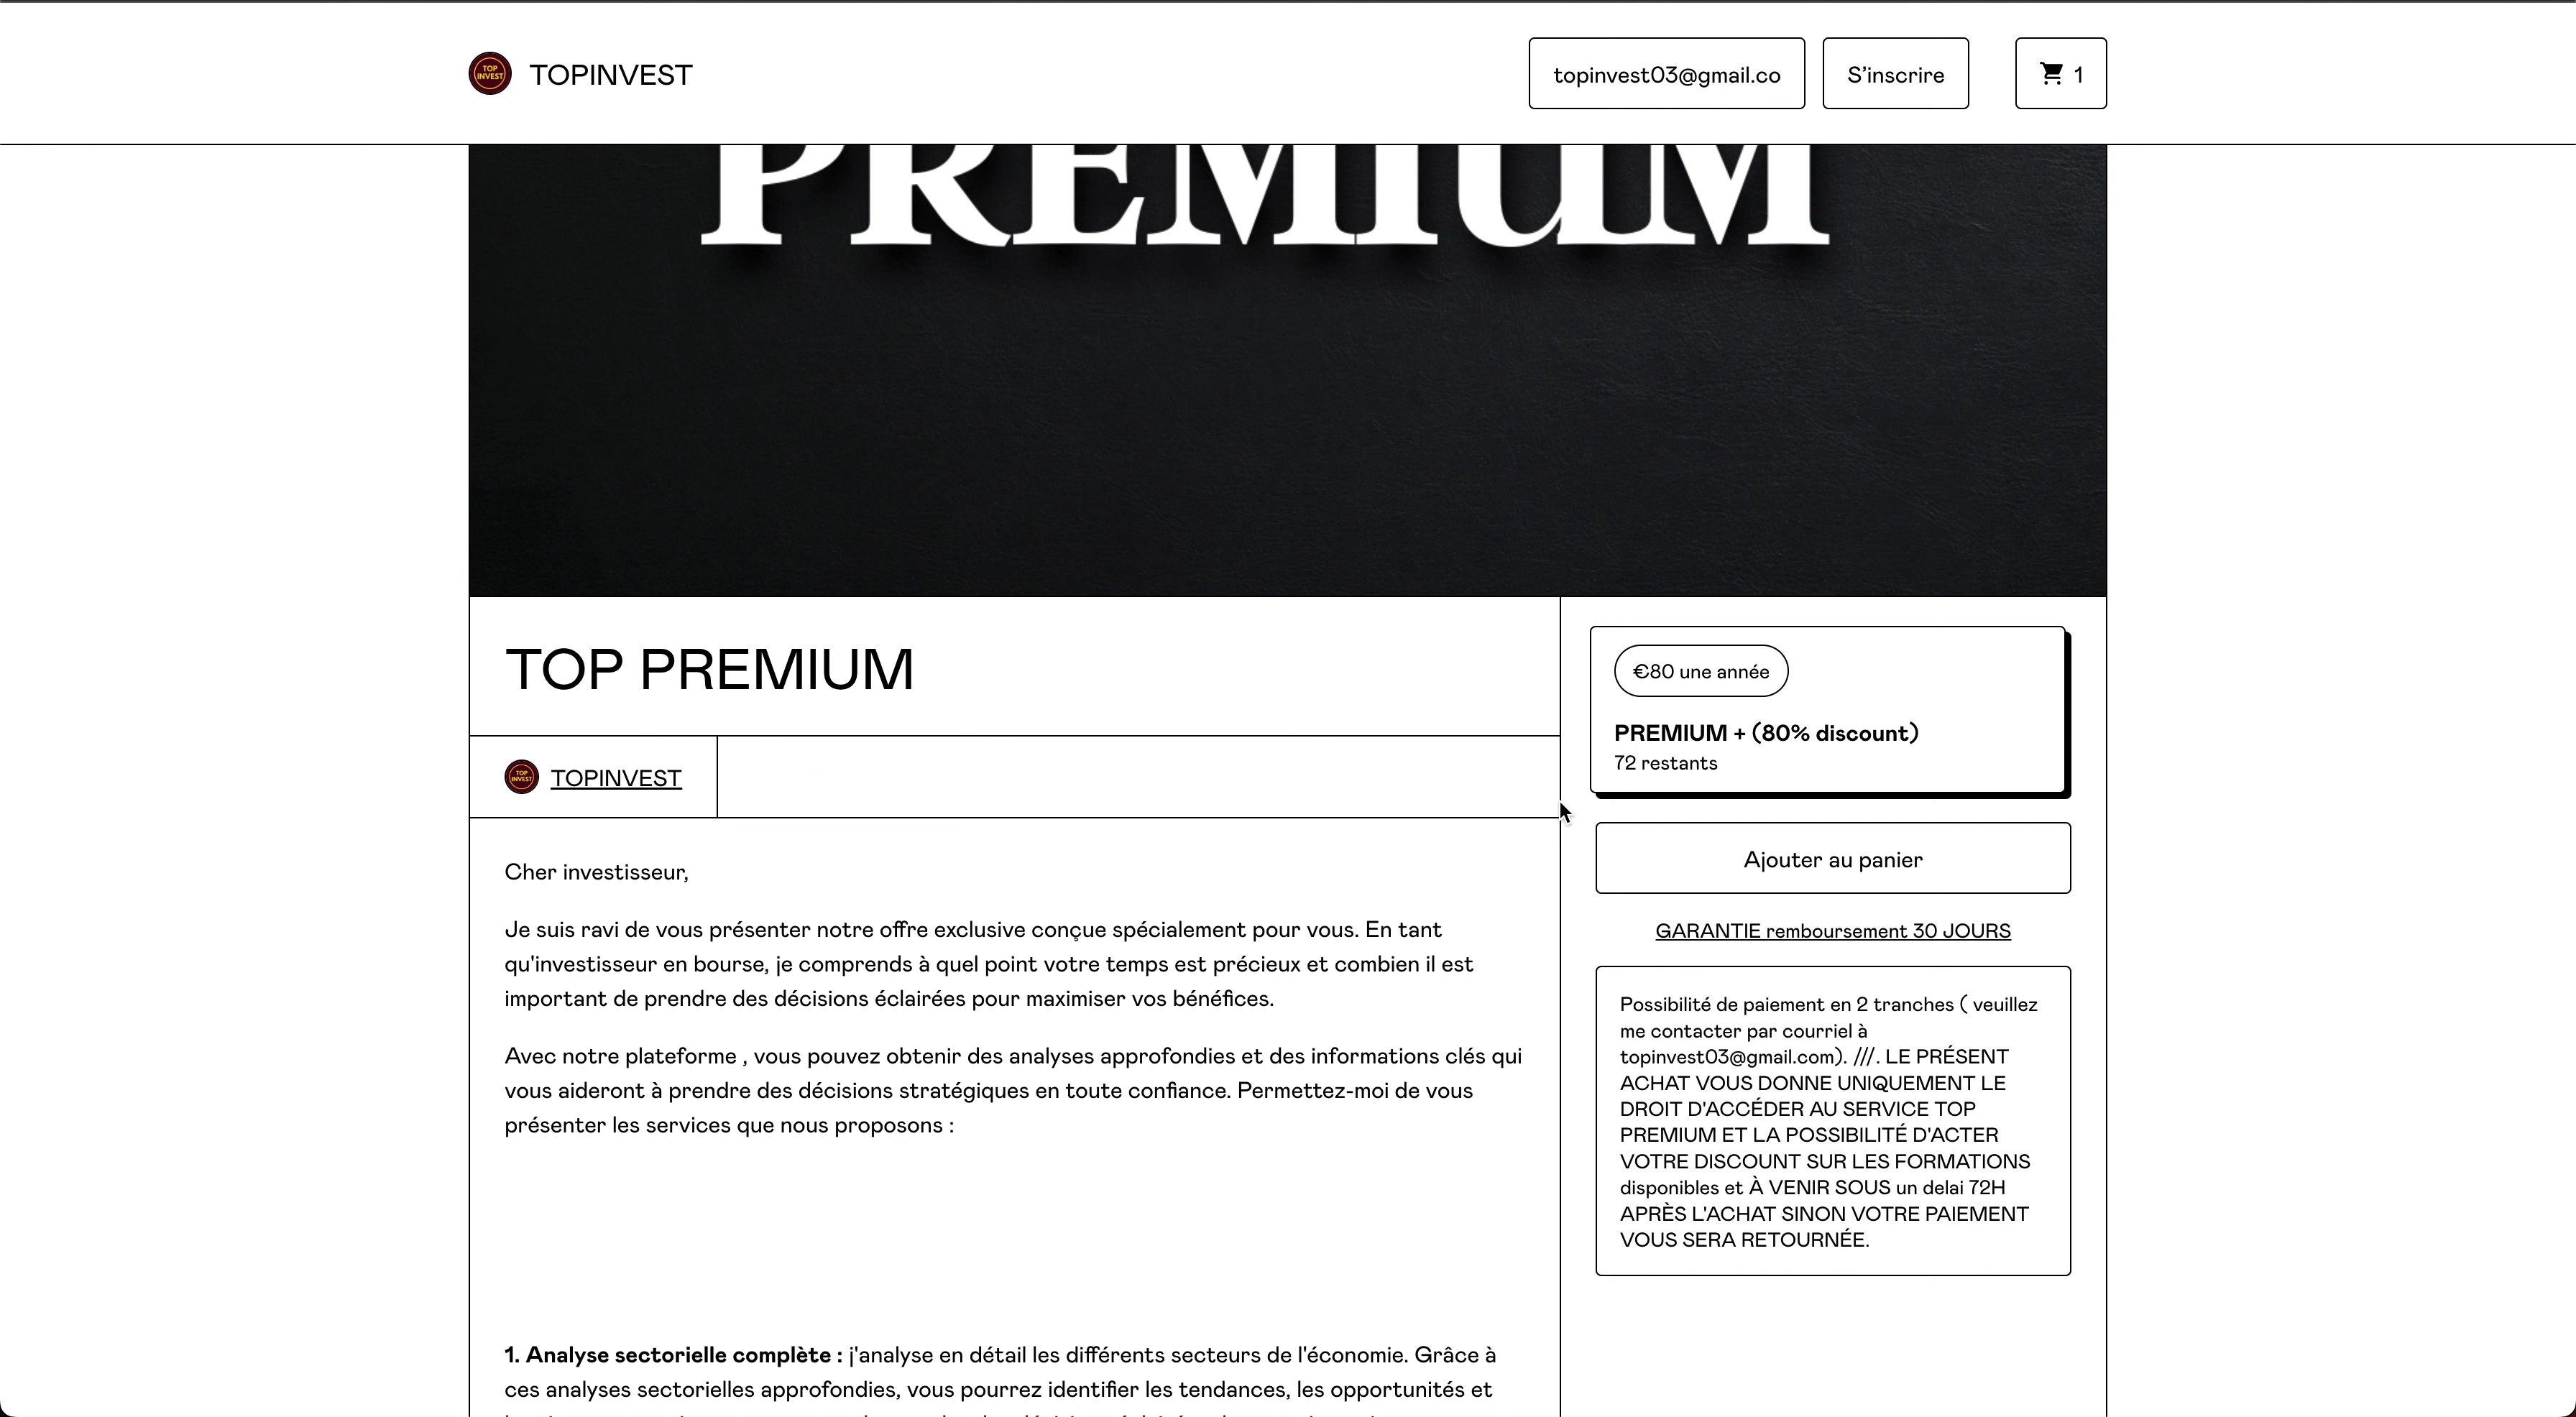 TOP INVEST
TOPINVEST
topinvest03@gmail.co
S'inscrire
1
PREMIUM
TOP PREMIUM
TOP INVEST
TOPINVEST
Cher investisseur,
Je suis ravi de vous présenter notre offre exclusive conçue spécialement pour vous. En tant
qu'investisseur en bourse, je comprends à quel point votre temps est précieux et combien il est
important de prendre des décisions éclairées pour maximiser vos bénéfices.
Avec notre plateforme , vous pouvez obtenir des analyses approfondies et des informations clés qui
vous aideront à prendre des décisions stratégiques en toute confiance. Permettez-moi de vous
présenter les services que nous proposons :
1. Analyse sectorielle complète : j'analyse en détail les différents secteurs de l'économie. Grâce à
ces analyses sectorielles approfondies, vous pourrez identifier les tendances, les opportunités et
€80 une année
PREMIUM + (80% discount)
72 restants
Ajouter au panier
GARANTIE remboursement 30 JOURS
Possibilité de paiement en 2 tranches ( veuillez
me contacter par courriel à
topinvest03@gmail.com). ///. LE PRÉSENT
ACHAT VOUS DONNE UNIQUEMENT LE
DROIT D'ACCÉDER AU SERVICE TOP
PREMIUM ET LA POSSIBILITÉ D'ACTER
VOTRE DISCOUNT SUR LES FORMATIONS
disponibles et À VENIR SOUS un delai 72H
APRÈS L'ACHAT SINON VOTRE PAIEMENT
VOUS SERA RETOURNÉE.